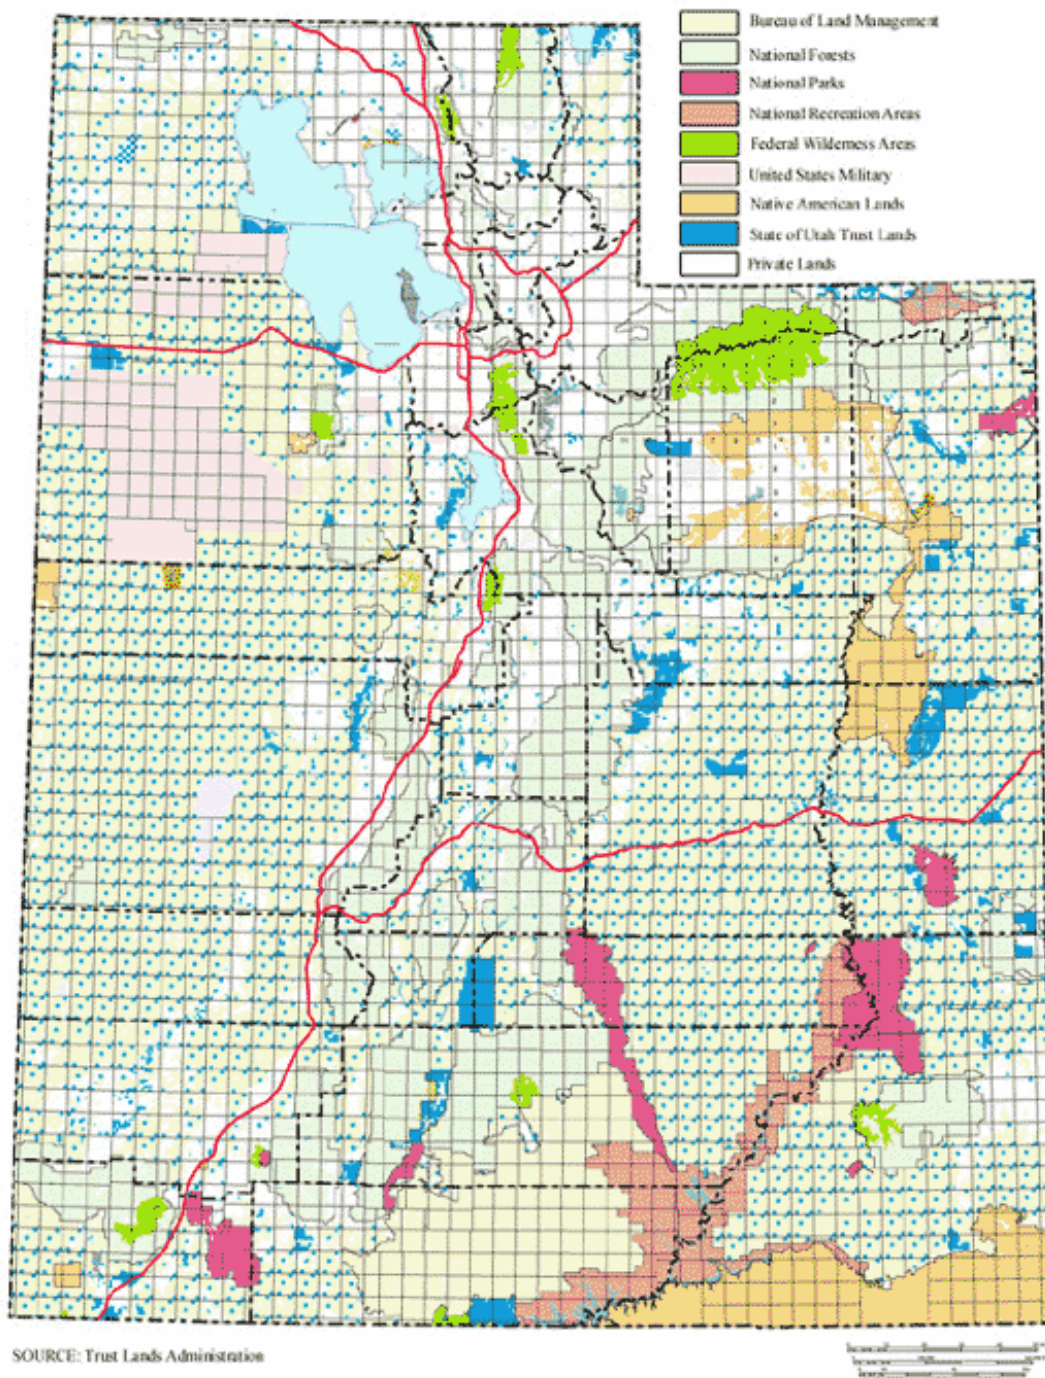 Bureau of Land Management
National Forests
National Parks
National Recreation Areas
Federal Wilderness Areas
United States Military
Native American Lands
State of Utah Trust Lands
Private Lands
SOURCE: Trust Lands Administration